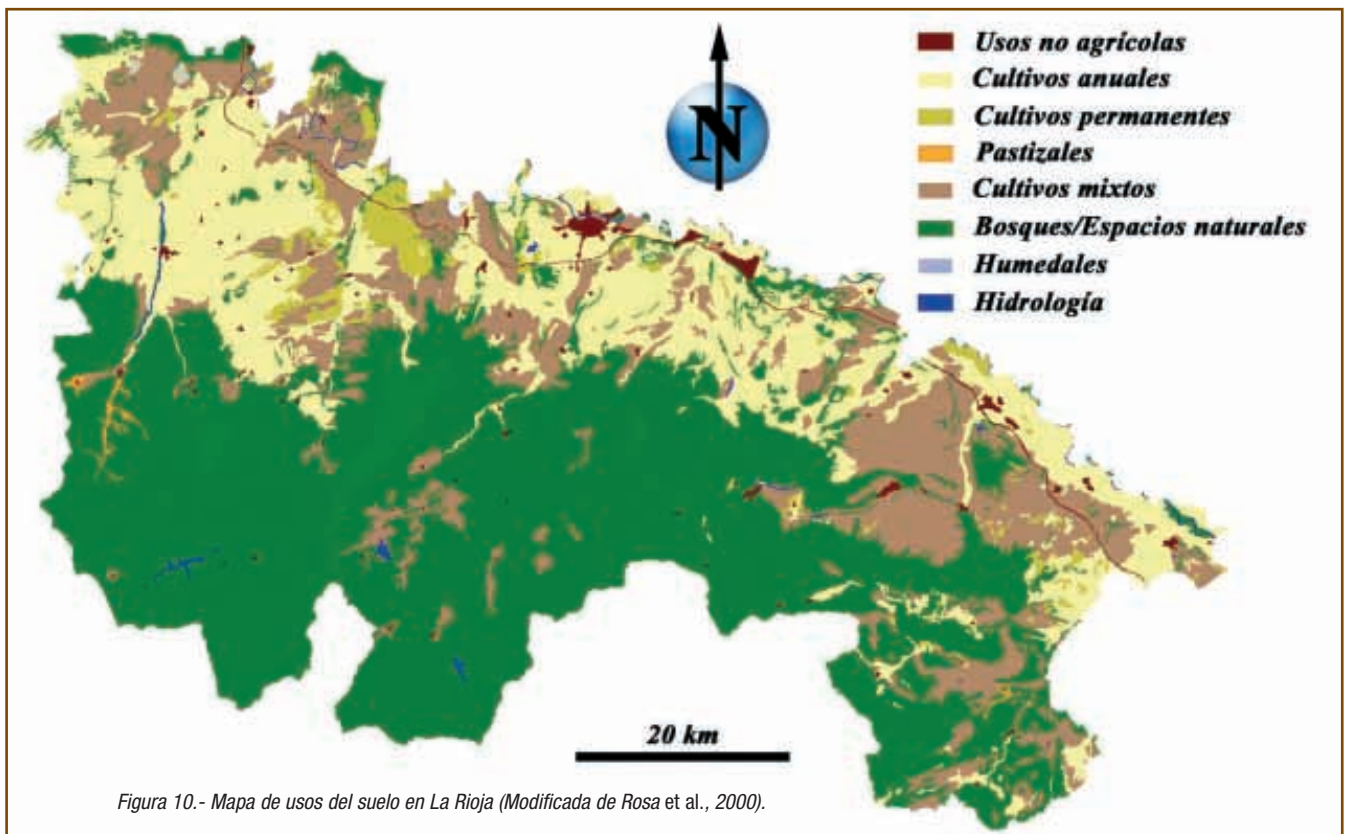 Usos no agrícolas
Cultivos anuales
Cultivos permanentes
Pastizales
Cultivos mixtos
Bosques/Espacios naturales
Humedales
Hidrología
N
20 km
Figura 10.- Mapa de usos del suelo en La Rioja (Modificada de Rosa et al., 2000).